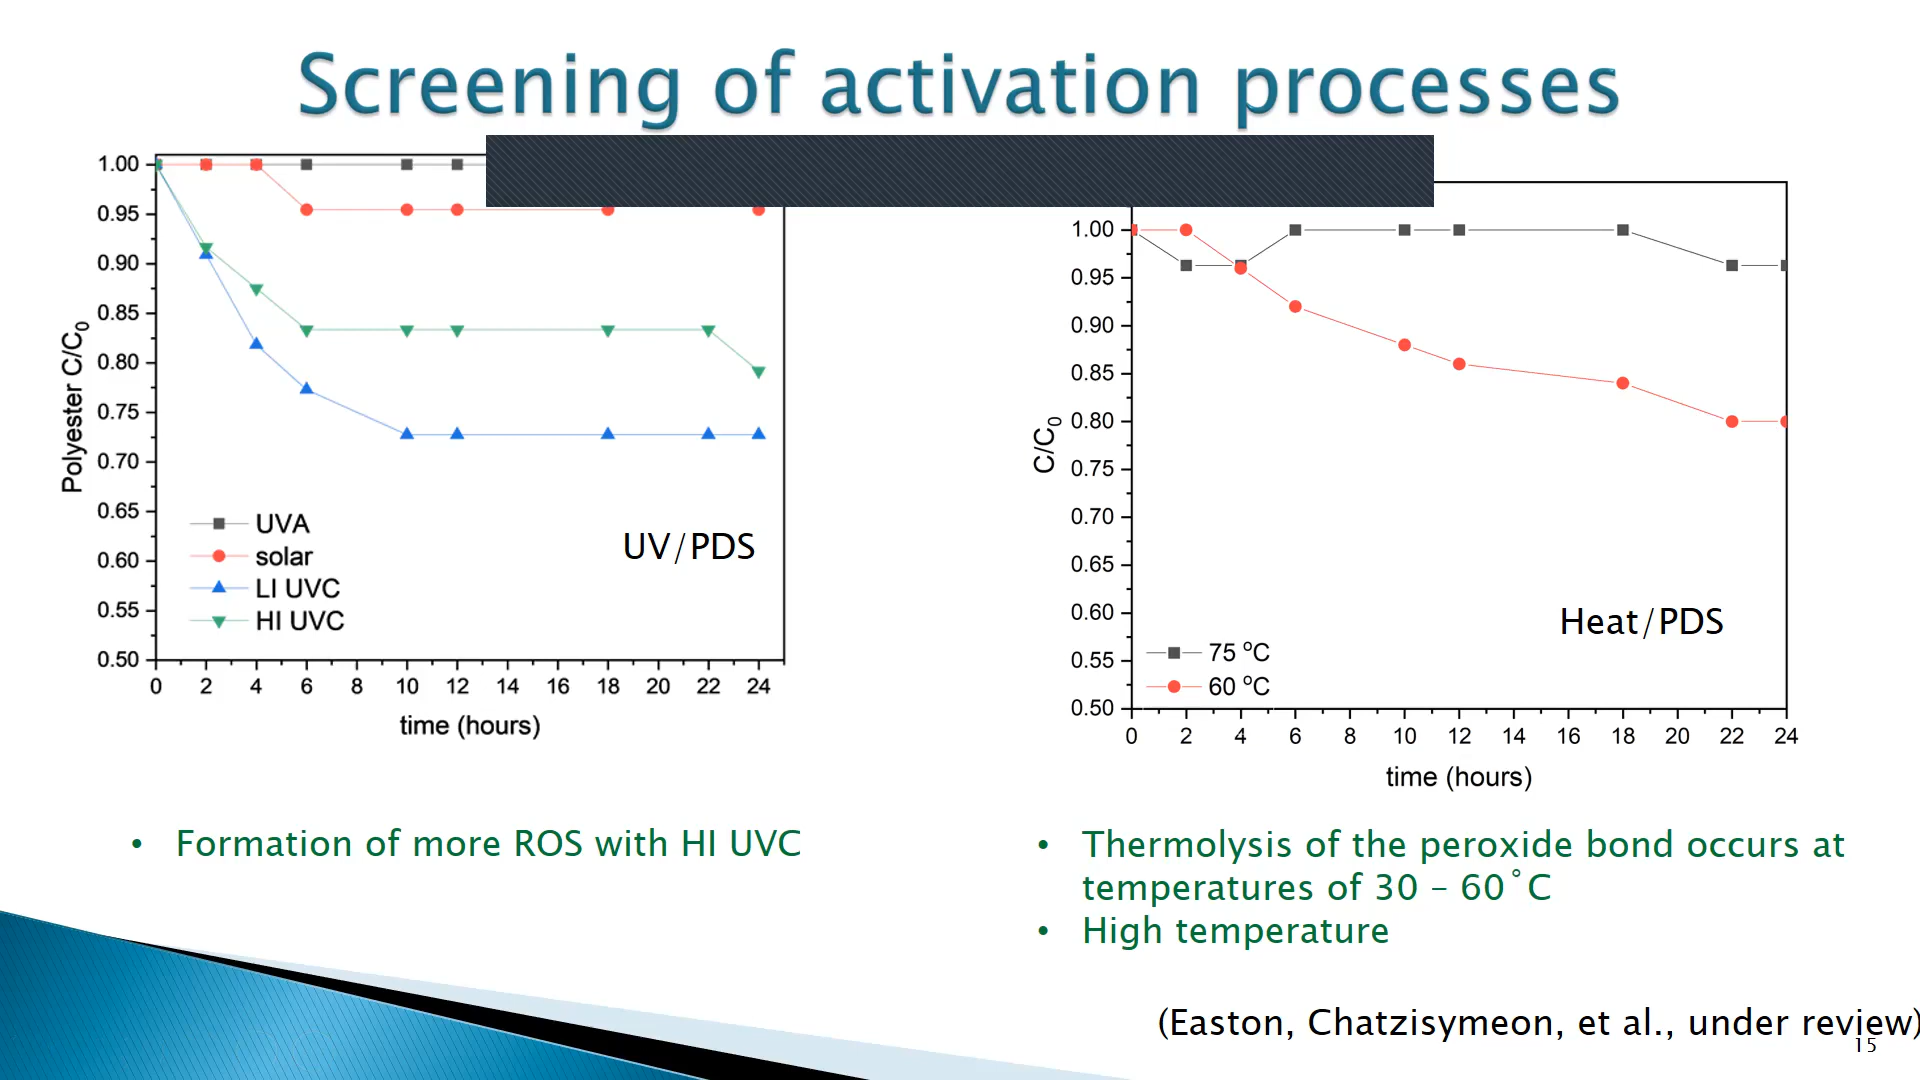 Screening of activation processes
1.00
0.95
0.90
0.85
0.80
0.75
0.70
0.65
0.60
0.55
0.50
Polyester C/C₀
UVA
solar
LI UVC
HI UVC
UV/PDS
0 2 4 6 8 10 12 14 16 18 20 22 24
time (hours)
1.00
0.95
0.90
0.85
0.80
0.75
0.70
0.65
0.60
0.55
0.50
C/C₀
Heat/PDS
75 ºC
60 ºC
0 2 4 6 8 10 12 14 16 18 20 22 24
time (hours)
• Formation of more ROS with HI UVC
• Thermolysis of the peroxide bond occurs at
temperatures of 30 – 60˚C
• High temperature
(Easton, Chatzisymeon, et al., under review)
15